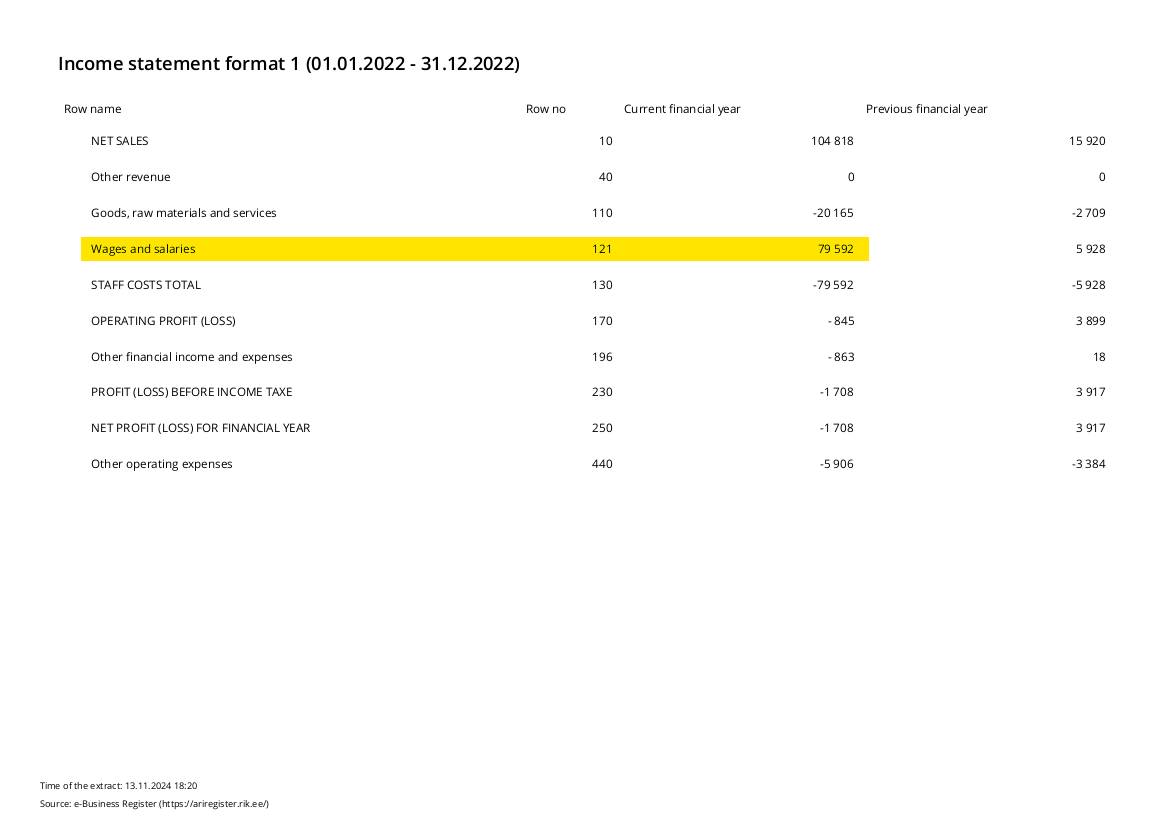 Income statement format 1 (01.01.2022 - 31.12.2022)
Row name Row no Current financial year Previous financial year
NET SALES 10 104 818 15 920
Other revenue 40 0 0
Goods, raw materials and services 110 -20 165 -2 709
Wages and salaries 121 79 592 5 928
STAFF COSTS TOTAL 130 -79 592 -5 928
OPERATING PROFIT (LOSS) 170 - 845 3 899
Other financial income and expenses 196 - 863 18
PROFIT (LOSS) BEFORE INCOME TAXE 230 -1 708 3 917
NET PROFIT (LOSS) FOR FINANCIAL YEAR 250 -1 708 3 917
Other operating expenses 440 -5 906 -3 384
Time of the extract: 13.11.2024 18:20
Source: e-Business Register (https://ariregister.rik.ee/)